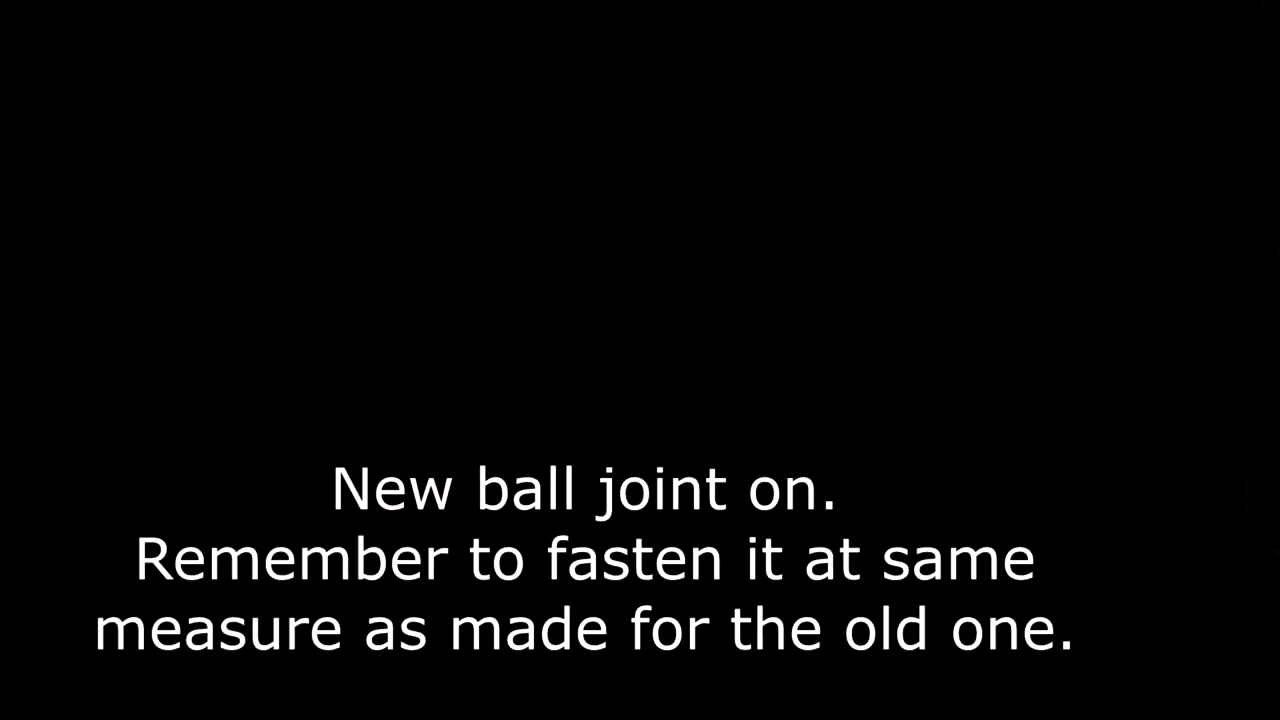 New ball joint on.
Remember to fasten it at same
measure as made for the old one.